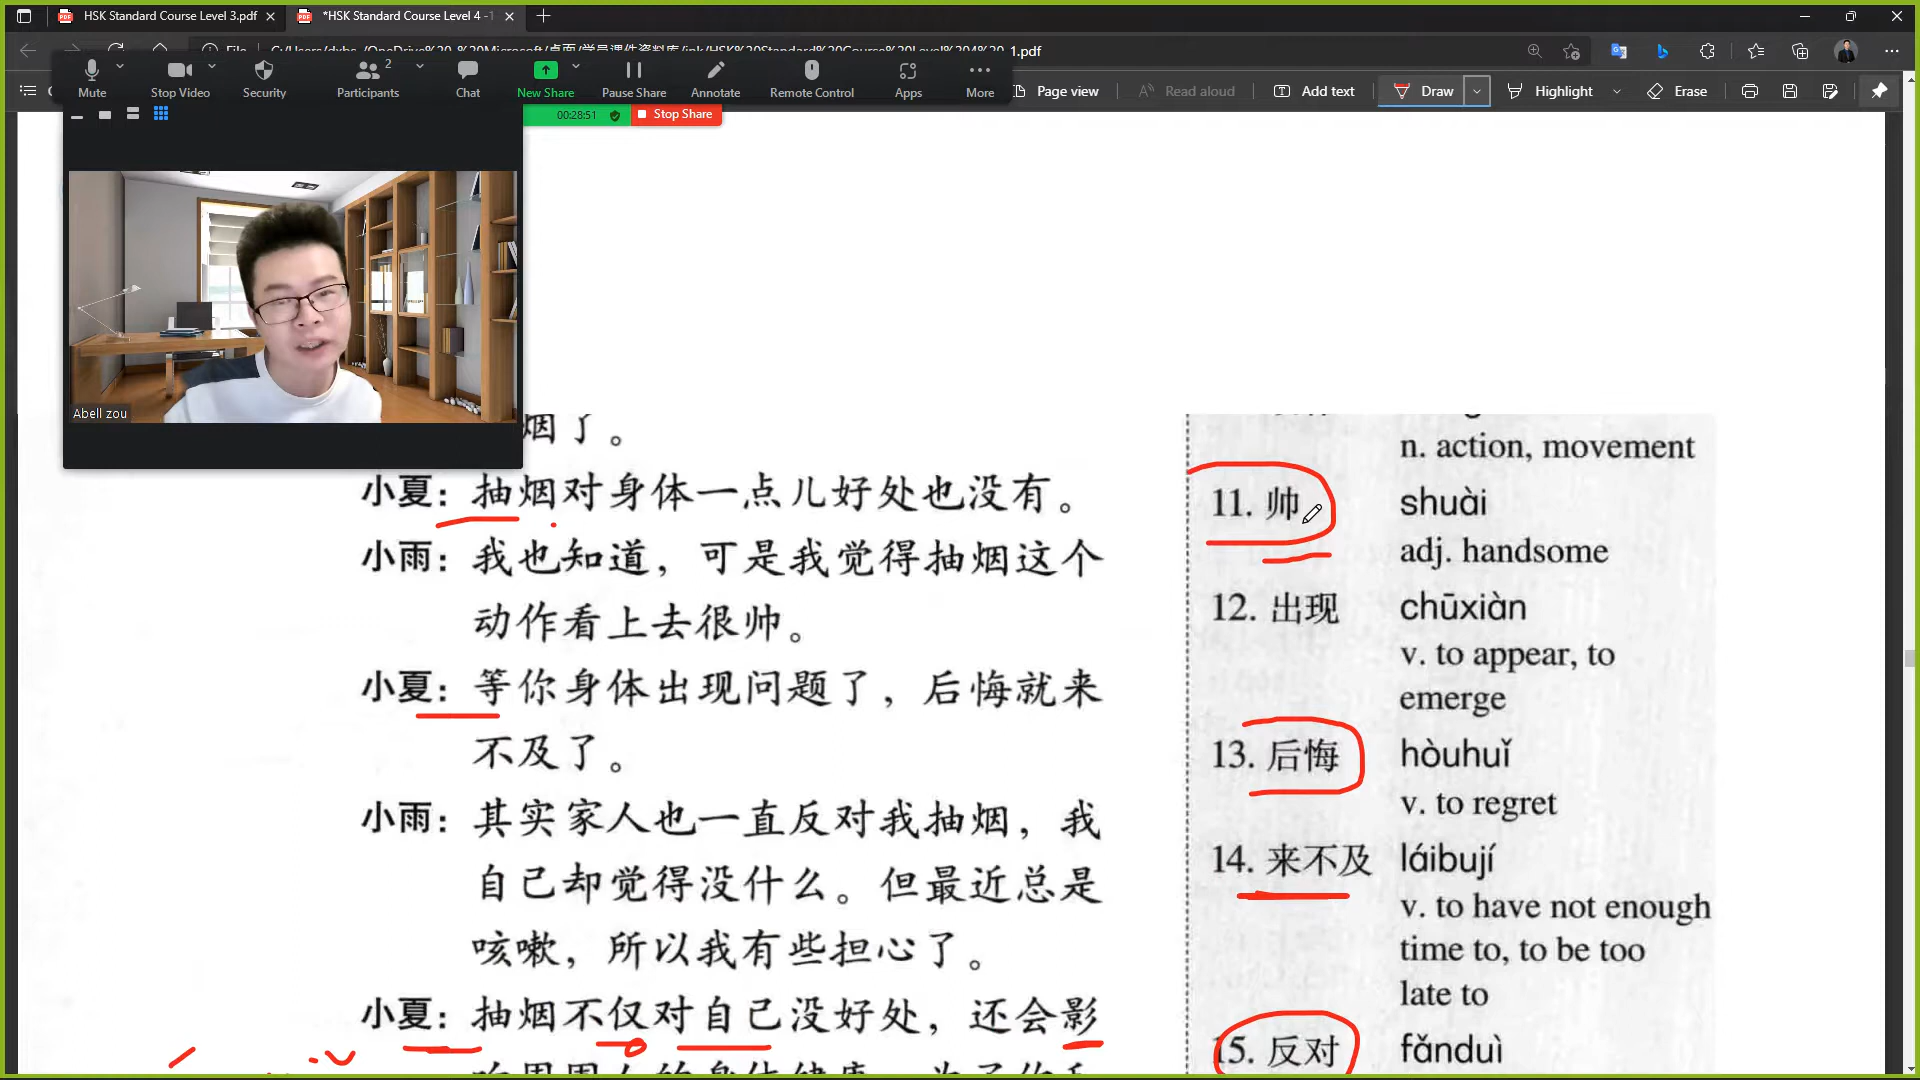 HSK Standard Course Level 3.pdf
*HSK Standard Course Level 4 -1
File
1.pdf
Mute
Stop Video
Security
Participants
2
Chat
New Share
Pause Share
Annotate
Remote Control
Apps
More
Page view
Read aloud
Add text
Draw
Highlight
Erase
00:28:51
Stop Share
Abell zou
烟了。
小夏：抽烟对身体一点儿好处也没有。
小雨：我也知道，可是我觉得抽烟这个
动作看上去很帅。
小夏：等你身体出现问题了，后悔就来
不及了。
小雨：其实家人也一直反对我抽烟，我
自己却觉得没什么。但最近总是
咳嗽，所以我有些担心了。
小夏：抽烟不仅对自己没好处，还会影
n. action, movement
11. 帅 shuài
adj. handsome
12. 出现 chūxiàn
v. to appear, to
emerge
13. 后悔 hòuhuǐ
v. to regret
14. 来不及 láibují
v. to have not enough
time to, to be too
late to
15. 反对 fǎnduì